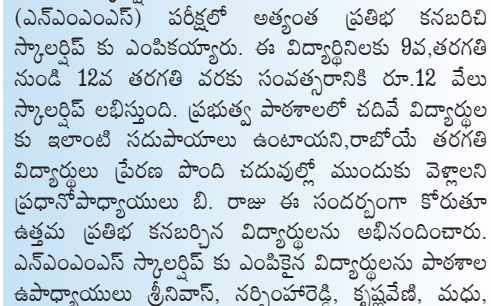 (ఎన్ఎంఎంఎస్) పరీక్షలో అత్యంత ప్రతిభ కనబరిచి
స్కాలర్షిప్ కు ఎంపికయ్యారు. ఈ విద్యార్థినిలకు 9వ,తరగతి
నుండి 12వ తరగతి వరకు సంవత్సరానికి రూ.12 వేలు
స్కాలర్షిప్ లభిస్తుంది. ప్రభుత్వ పాఠశాలలో చదివే విద్యార్థుల
కు ఇలాంటి సదుపాయాలు ఉంటాయని,రాబోయే తరగతి
విద్యార్థులు ప్రేరణ పొంది చదువుల్లో ముందుకు వెళ్లాలని
ప్రధానోపాధ్యాయులు బి. రాజు ఈ సందర్బంగా కోరుతూ
ఉత్తమ ప్రతిభ కనబర్చిన విద్యార్థులను అభినందించారు.
ఎన్ఎంఎంఎస్ స్కాలర్షిప్ కు ఎంపికైన విద్యార్థులను పాఠశాల
ఉపాధ్యాయులు శ్రీనివాస్, నర్సింహారెడ్డి, కృష్ణవేణి, మధు.